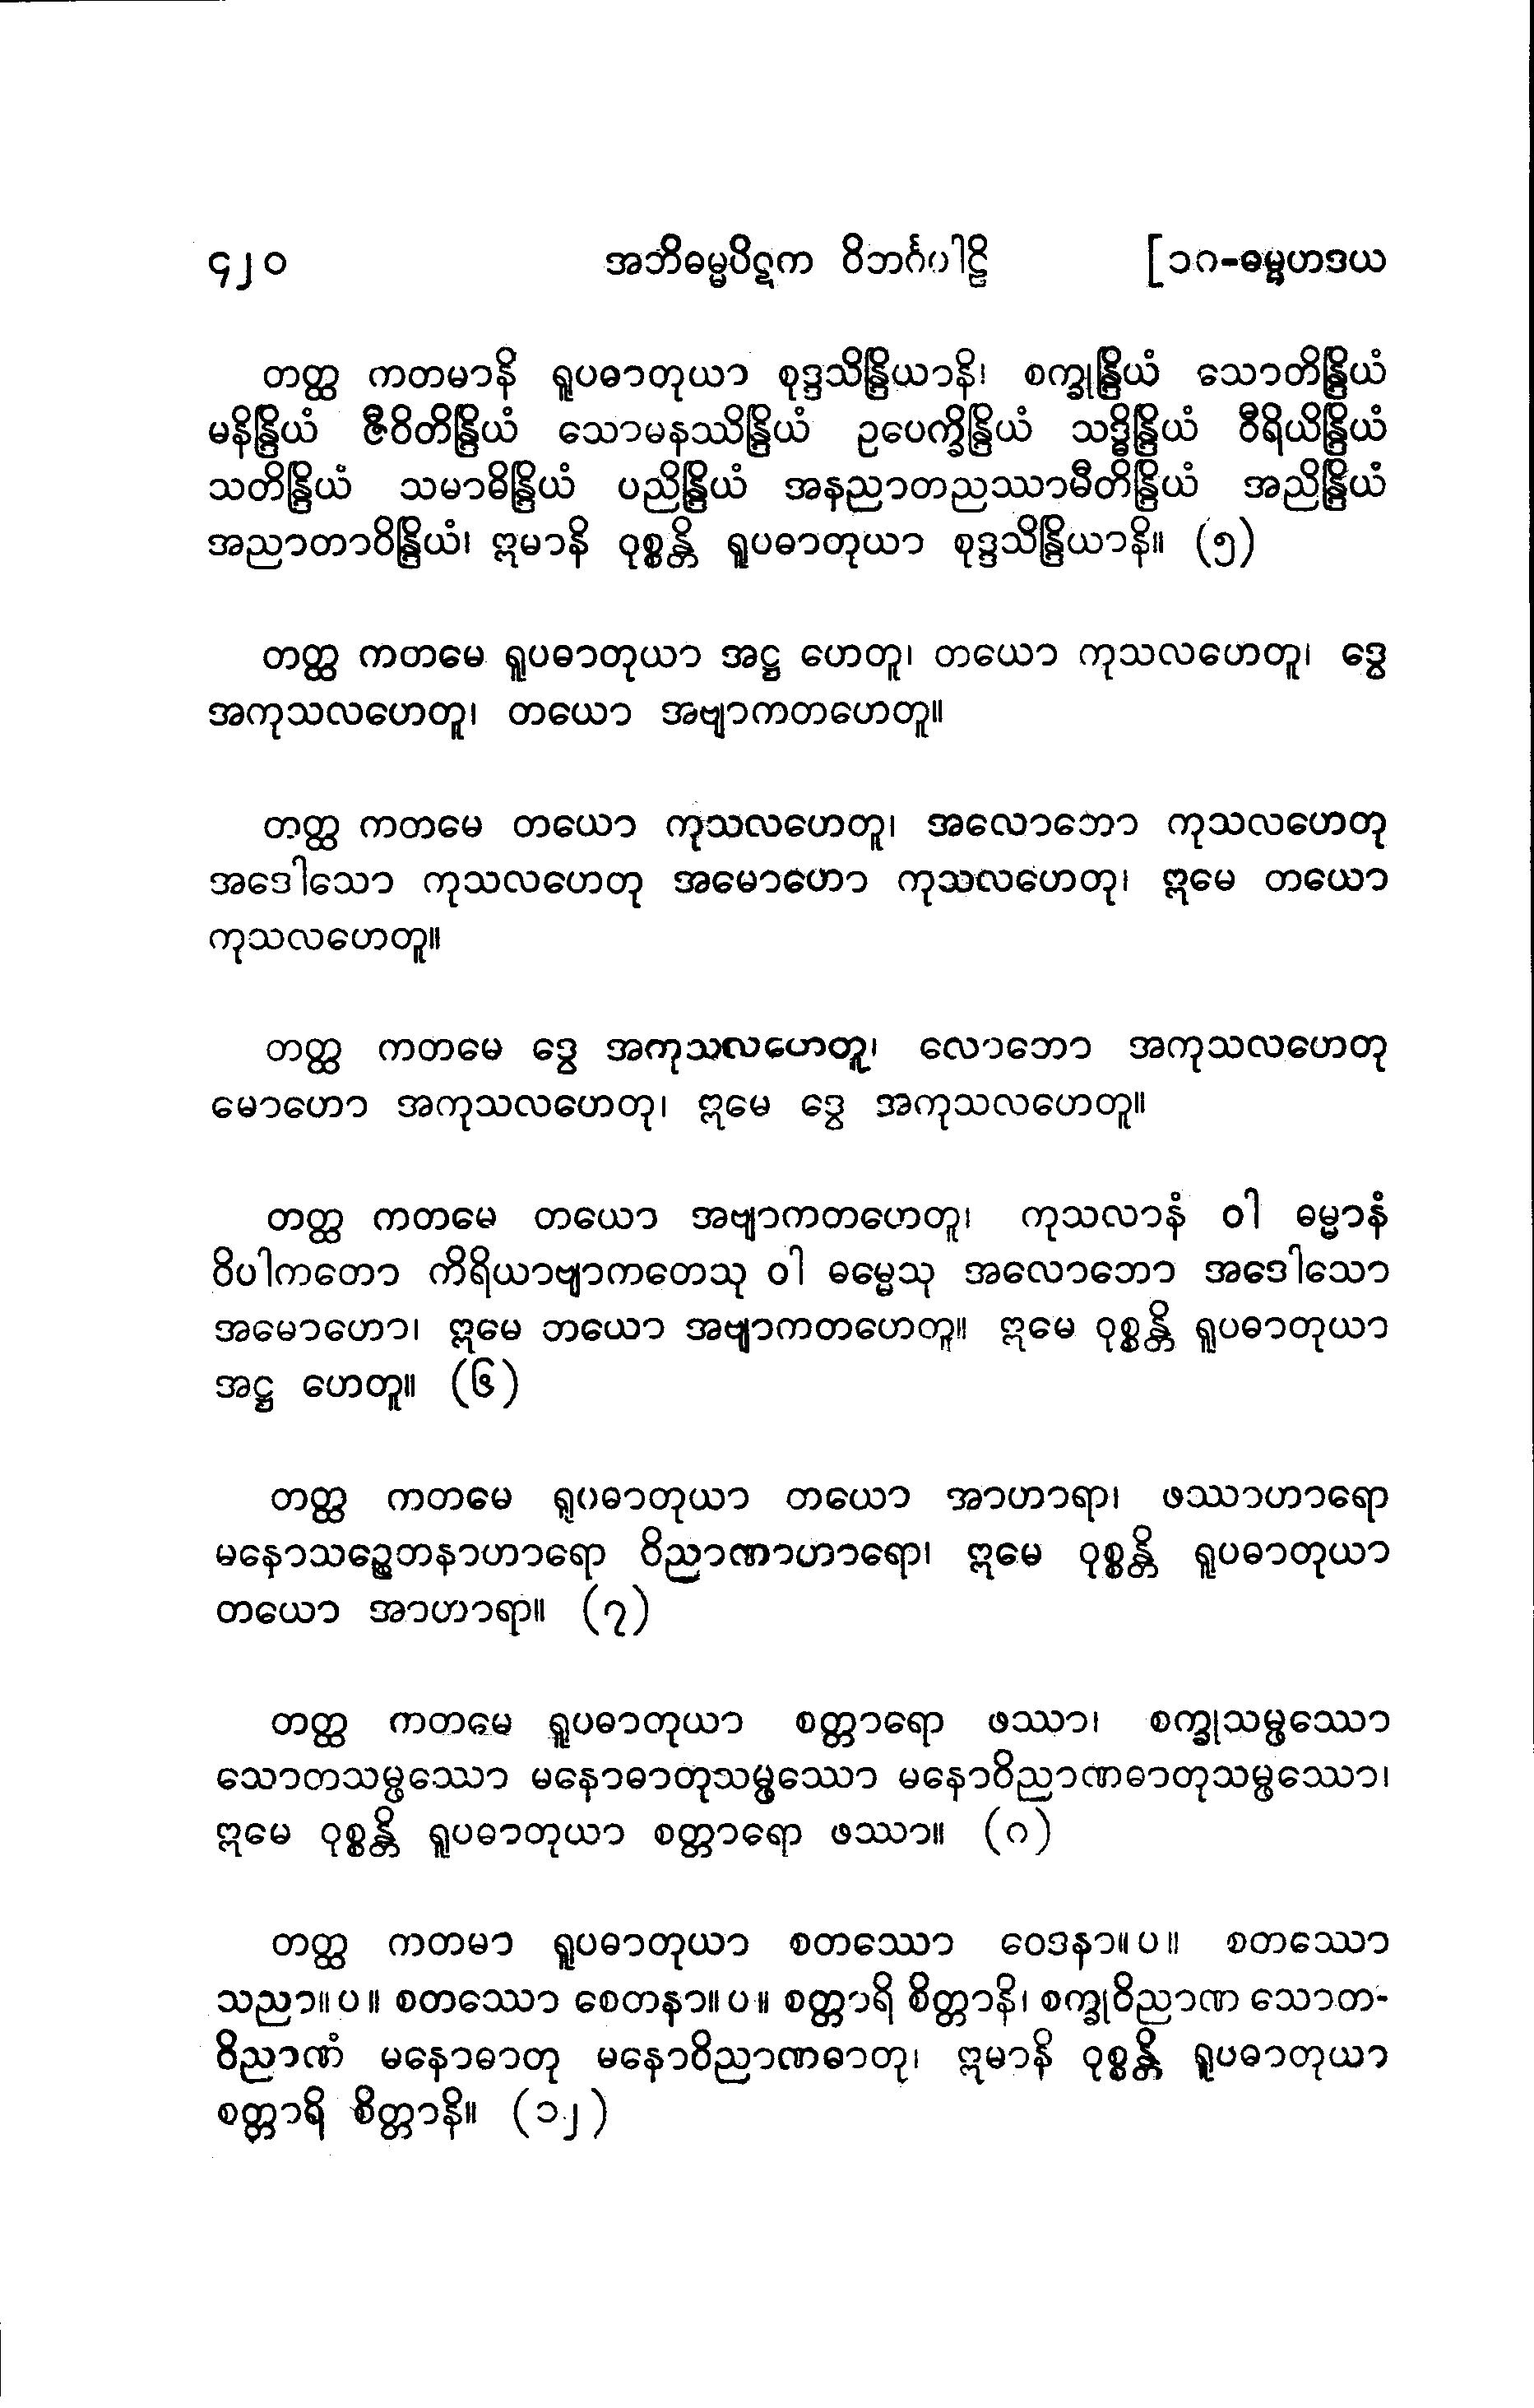 ၄၂၀ အဘိဓမ္မပိဋက ဝိဘင်္ဂပါဠိ [၁၈-ဓမ္မဟဒယ
တတ္ထ ကတမာနိ ရူပဓာတုယာ စုဒ္ဒသိန္ဒြိယာနိ၊ စက္ခုန္ဒြိယံ သောတိန္ဒြိယံ
မနိန္ဒြိယံ ဇီဝိတိန္ဒြိယံ သောမနဿိန္ဒြိယံ ဥပေက္ခိန္ဒြိယံ သဒ္ဓိန္ဒြိယံ ဝီရိယိန္ဒြိယံ
သတိန္ဒြိယံ သမာဓိန္ဒြိယံ ပညိန္ဒြိယံ အနညာတညဿာမီတိန္ဒြိယံ အညိန္ဒြိယံ
အညာတာဝိန္ဒြိယံ၊ ဣမာနိ ဝုစ္စန္တိ ရူပဓာတုယာ စုဒ္ဒသိန္ဒြိယာနိ။ (၅)
တတ္ထ ကတမေ ရူပဓာတုယာ အဋ္ဌ ဟေတူ၊ တယော ကုသလဟေတူ၊ ဒွေ
အကုသလဟေတူ၊ တယော အဗျာကတဟေတူ။
တတ္ထ ကတမေ တယော ကုသလဟေတူ၊ အလောဘော ကုသလဟေတု
အဒေါသော ကုသလဟေတု အမောဟော ကုသလဟေတု၊ ဣမေ တယော
ကုသလဟေတူ။
တတ္ထ ကတမေ ဒွေ အကုသလဟေတူ၊ လောဘော အကုသလဟေတု
မောဟော အကုသလဟေတု၊ ဣမေ ဒွေ အကုသလဟေတူ။
တတ္ထ ကတမေ တယော အဗျာကတဟေတူ၊ ကုသလာနံ ဝါ ဓမ္မာနံ
ဝိပါကတော ကိရိယာဗျာကတေသု ဝါ ဓမ္မေသု အလောဘော အဒေါသော
အမောဟော၊ ဣမေ တယော အဗျာကတဟေတူ။ ဣမေ ဝုစ္စန္တိ ရူပဓာတုယာ
အဋ္ဌ ဟေတူ။ (၆)
တတ္ထ ကတမေ ရူပဓာတုယာ တယော အာဟာရာ၊ ဖဿာဟာရော
မနောသဉ္စေတနာဟာရော ဝိညာဏာဟာရော၊ ဣမေ ဝုစ္စန္တိ ရူပဓာတုယာ
တယော အာဟာရာ။ (၇)
တတ္ထ ကတမေ ရူပဓာတုယာ စတ္တာရော ဖဿာ၊ စက္ခုသမ္ဖဿော
သောတသမ္ဖဿော မနောဓာတုသမ္ဖဿော မနောဝိညာဏဓာတုသမ္ဖဿော၊
ဣမေ ဝုစ္စန္တိ ရူပဓာတုယာ စတ္တာရော ဖဿာ။ (၈)
တတ္ထ ကတမာ ရူပဓာတုယာ စတဿော ဝေဒနာ။ပ။ စတဿော
သညာ။ပ။ စတဿော စေတနာ။ပ။ စတ္တာရိ စိတ္တာနိ၊ စက္ခုဝိညာဏ သောတ-
ဝိညာဏံ မနောဓာတု မနောဝိညာဏဓာတု၊ ဣမာနိ ဝုစ္စန္တိ ရူပဓာတုယာ
စတ္တာရိ စိတ္တာနိ။ (၁၂)